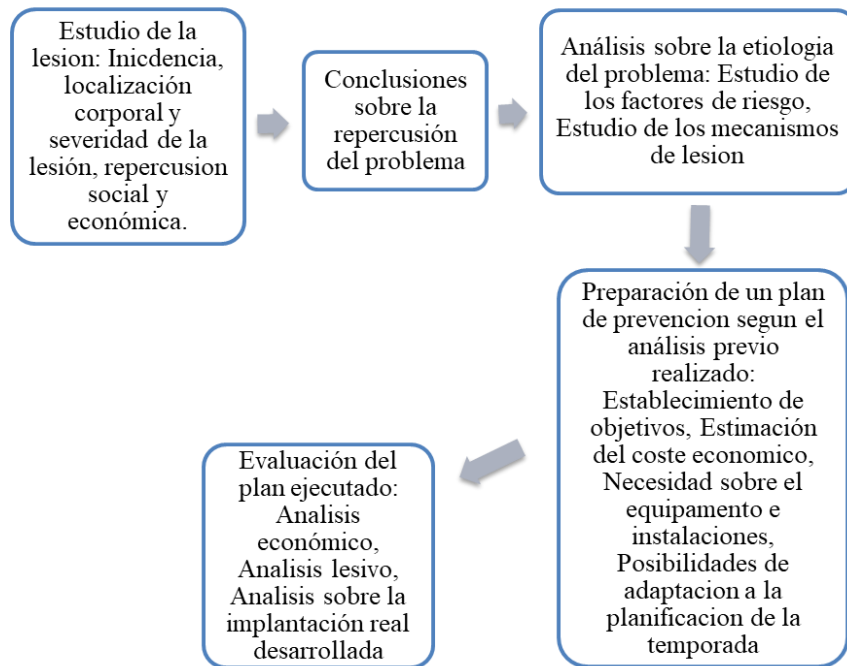 Estudio de la
lesion: Inicdencia,
localización
corporal y
severidad de la
lesión, repercusion
social y
económica.
Conclusiones
sobre la
repercusión
del problema
Análisis sobre la etiologia
del problema: Estudio de
los factores de riesgo,
Estudio de los mecanismos
de lesion
Preparación de un plan
de prevencion segun el
análisis previo
realizado:
Establecimiento de
objetivos, Estimación
del coste economico,
Necesidad sobre el
equipamento e
instalaciones,
Posibilidades de
adaptacion a la
planificacion de la
temporada
Evaluación del
plan ejecutado:
Analisis
económico,
Analisis lesivo,
Analisis sobre la
implantación real
desarrollada